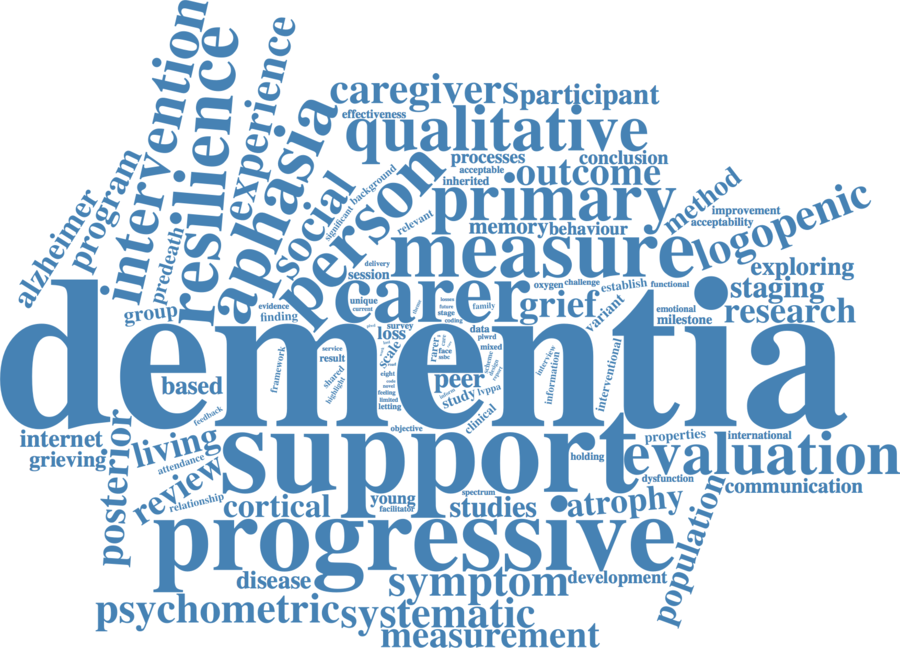 intervention
resilience
experience
caregivers
participant
effectiveness
qualitative
aphasia
alzheimer
program
predeath
social
significant
background
person
relevant
processes
acceptable
inherited
conclusion
outcome
primary
memory
behaviour
method
improvement
acceptability
logopenic
measure
delivery
session
carer
oxygen
challenge
establish
functional
exploring
staging
research
grief
variant
emotional
milestone
group
evidence
finding
unique
current
future
stage
coding
family
dementia
survey
loss
scale
data
plwrd
rarer
face
mixed
framework
service
result
shared
highlight
based
eight
novel
feeling
limited
letting
peer
study
lvppa
clinical
interview
information
interventional
feedback
objective
internet
grieving
posterior
living
attendance
review
relationship
support
holding
properties
international
evaluation
dysfunction
communication
cortical
young
facilitator
spectrum
studies
atrophy
population
progressive
disease
symptom
development
psychometric
systematic
measurement